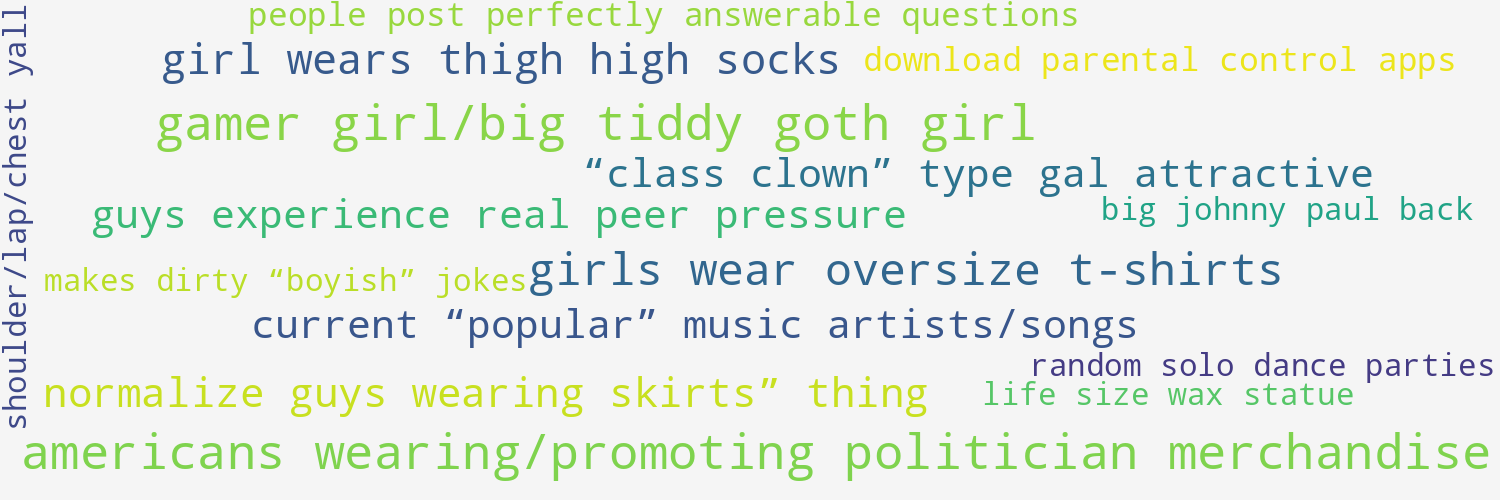 people post perfectly answerable questions
girl wears thigh high socks
download parental control apps
gamer girl/big tiddy goth girl
“class clown” type gal attractive
guys experience real peer pressure
big johnny paul back
makes dirty “boyish” jokes
girls wear oversize t-shirts
current “popular” music artists/songs
random solo dance parties
normalize guys wearing skirts” thing
life size wax statue
americans wearing/promoting politician merchandise
shoulder/lap/chest yall